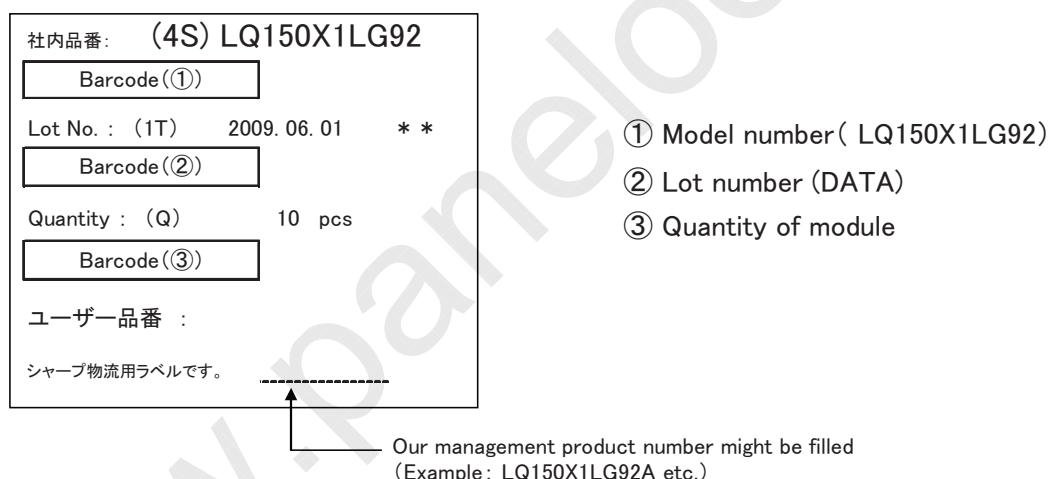 社内品番: (4S) LQ150X1LG92
Barcode(①)
Lot No. : (1T) 2009. 06. 01 * *
Barcode(②)
Quantity : (Q) 10 pcs
Barcode(③)
ユーザー品番 :
シャープ物流用ラベルです。
① Model number( LQ150X1LG92)
② Lot number (DATA)
③ Quantity of module
Our management product number might be filled
(Example: LQ150X1LG92A etc.)
w.panelo